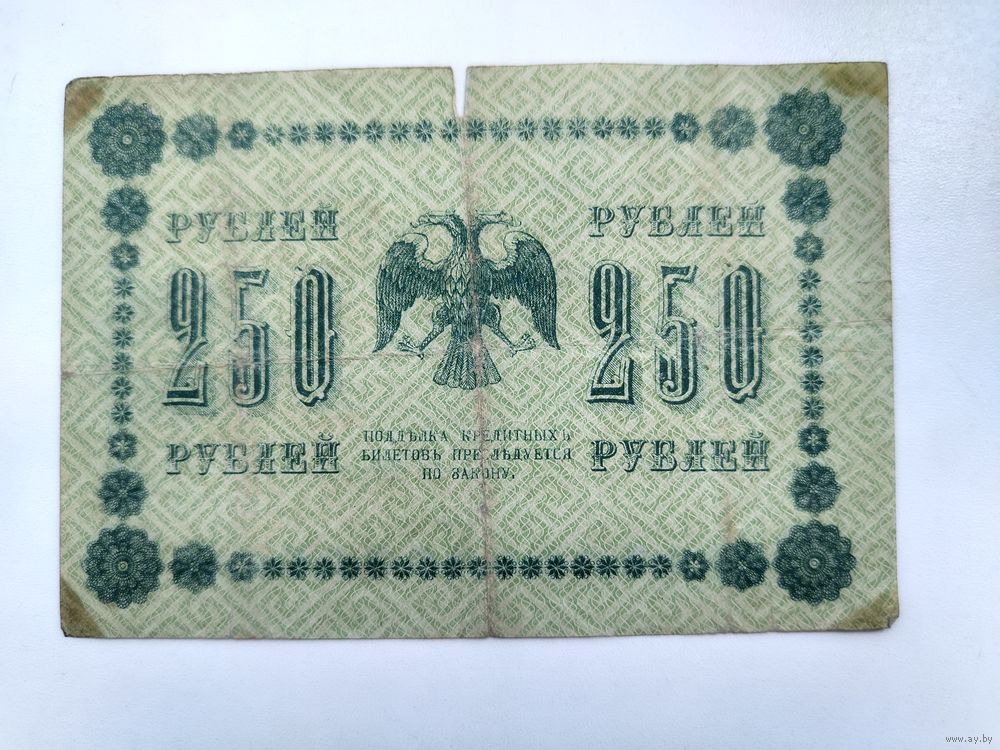 РУБЛЕЙ
250
РУБЛЕЙ
ПОДДѢЛКА КРЕДИТНЫХЪ
БИЛЕТОВЪ ПРЕСЛѢДУЕТСЯ
ПО ЗАКОНУ.
РУБЛЕЙ
250
РУБЛЕЙ
www.ay.by